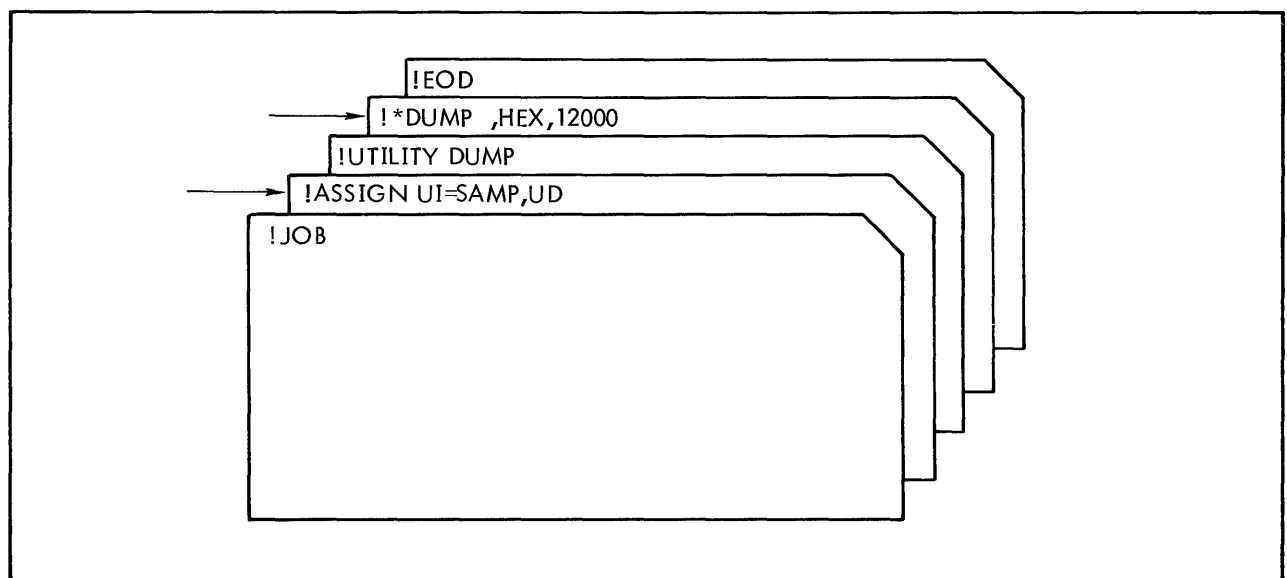 !EOD
!*DUMP ,HEX,12000
!UTILITY DUMP
!ASSIGN UI=SAMP,UD
!JOB